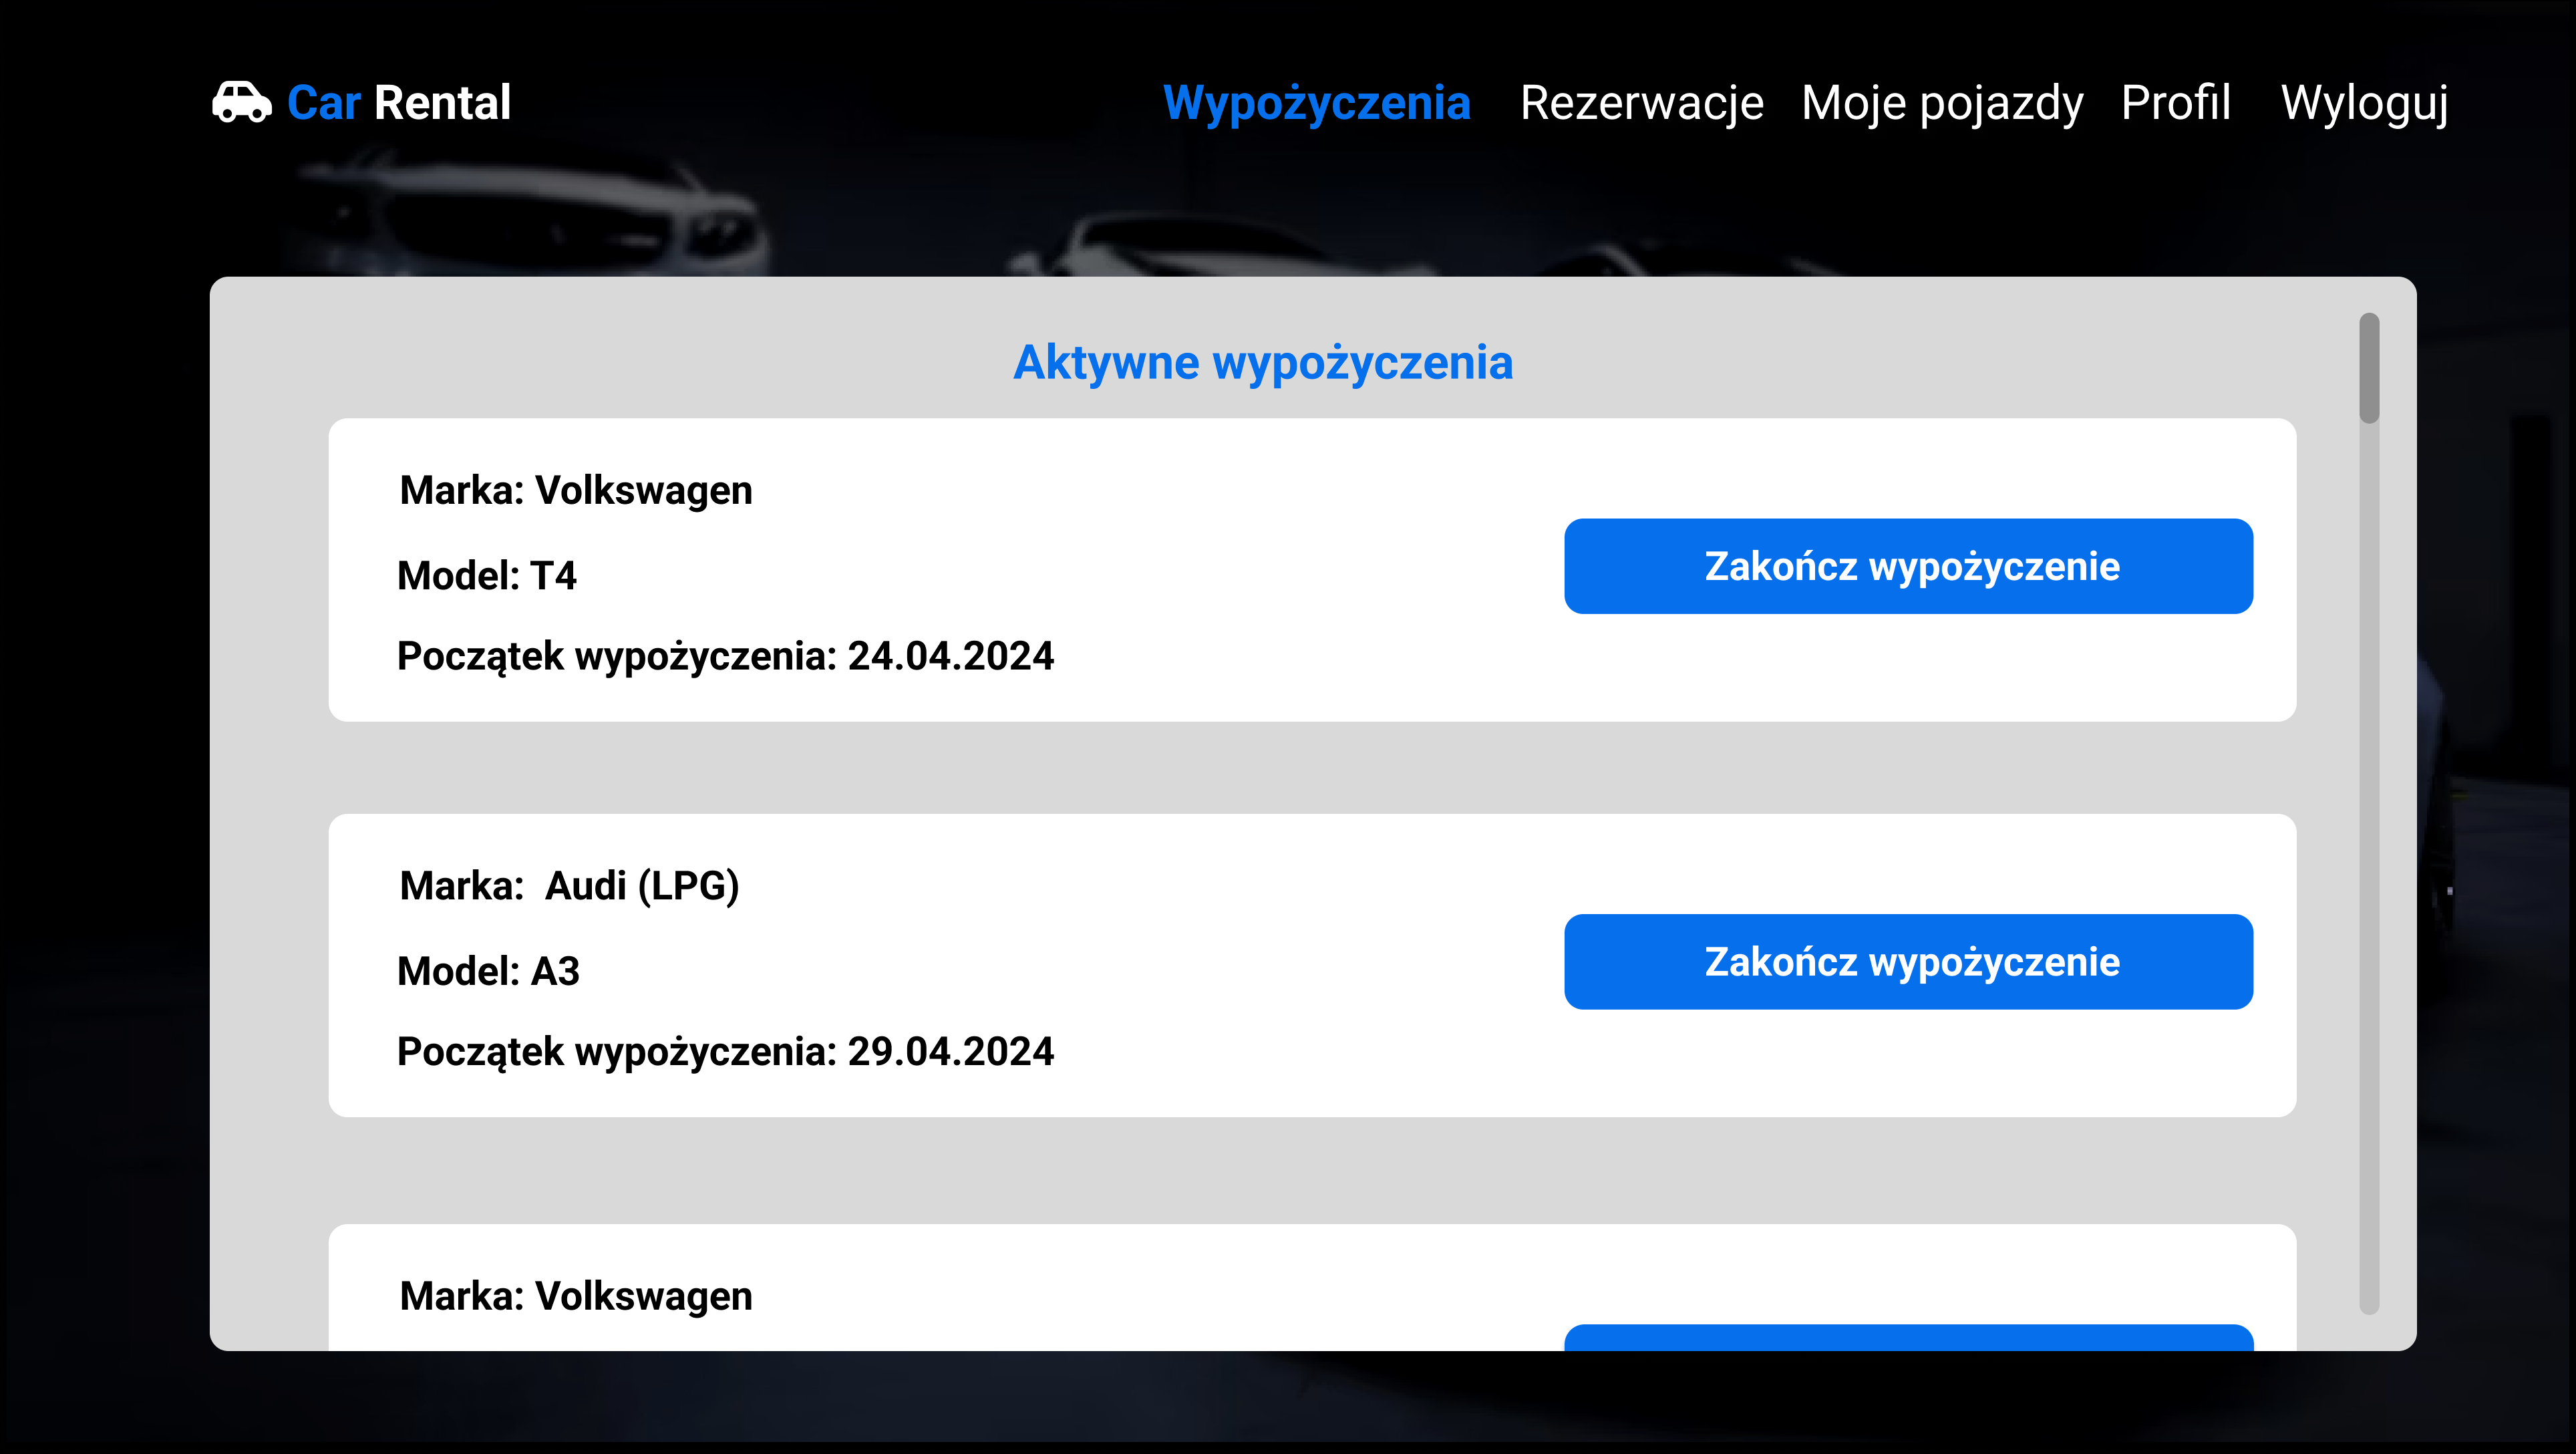 Car Rental
Wypożyczenia Rezerwacje Moje pojazdy Profil Wyloguj
Aktywne wypożyczenia
Marka: Volkswagen
Model: T4
Początek wypożyczenia: 24.04.2024
Zakończ wypożyczenie
Marka: Audi (LPG)
Model: A3
Początek wypożyczenia: 29.04.2024
Zakończ wypożyczenie
Marka: Volkswagen